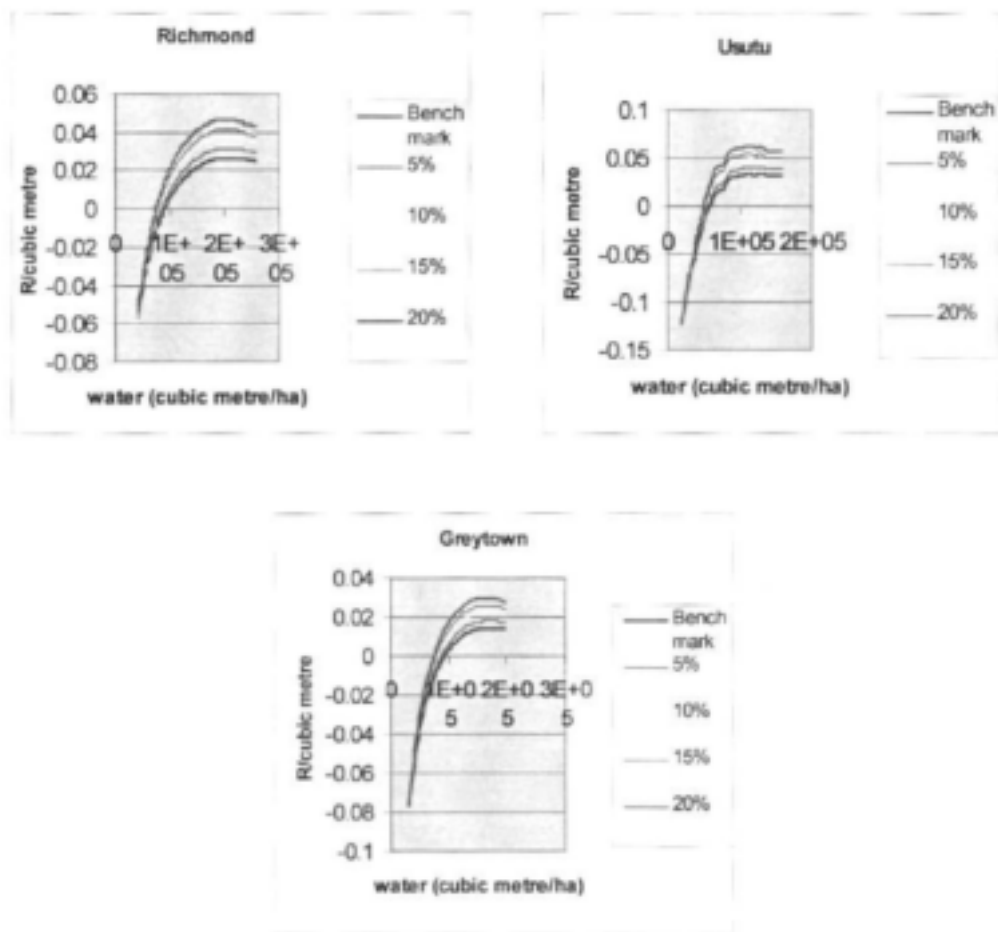 Richmond
0.06
0.04
0.02
0
-0.02
-0.04
-0.06
-0.08
R/cubic metre
0 1E+ 2E+ 3E+
05 05 05
water (cubic metre/ha)
Bench
mark
5%
10%
15%
20%
Usutu
0.1
0.05
0
-0.05
-0.1
-0.15
R/cubic metre
0 1E+05 2E+05
water (cubic metre/ha)
Bench
mark
5%
10%
15%
20%
Greytown
0.04
0.02
0
-0.02
-0.04
-0.06
-0.08
-0.1
R/cubic metre
0 1E+0 2E+0 3E+0
5 5 5
water (cubic metre/ha)
Bench
mark
5%
10%
15%
20%